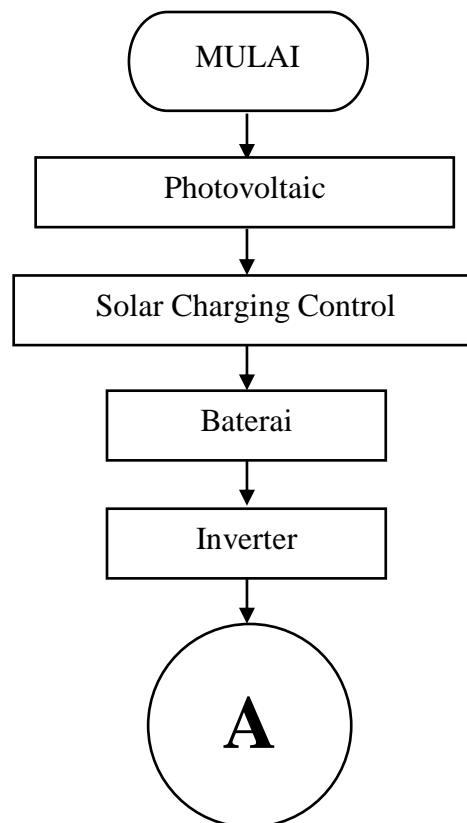 MULAI
Photovoltaic
Solar Charging Control
Baterai
Inverter
A